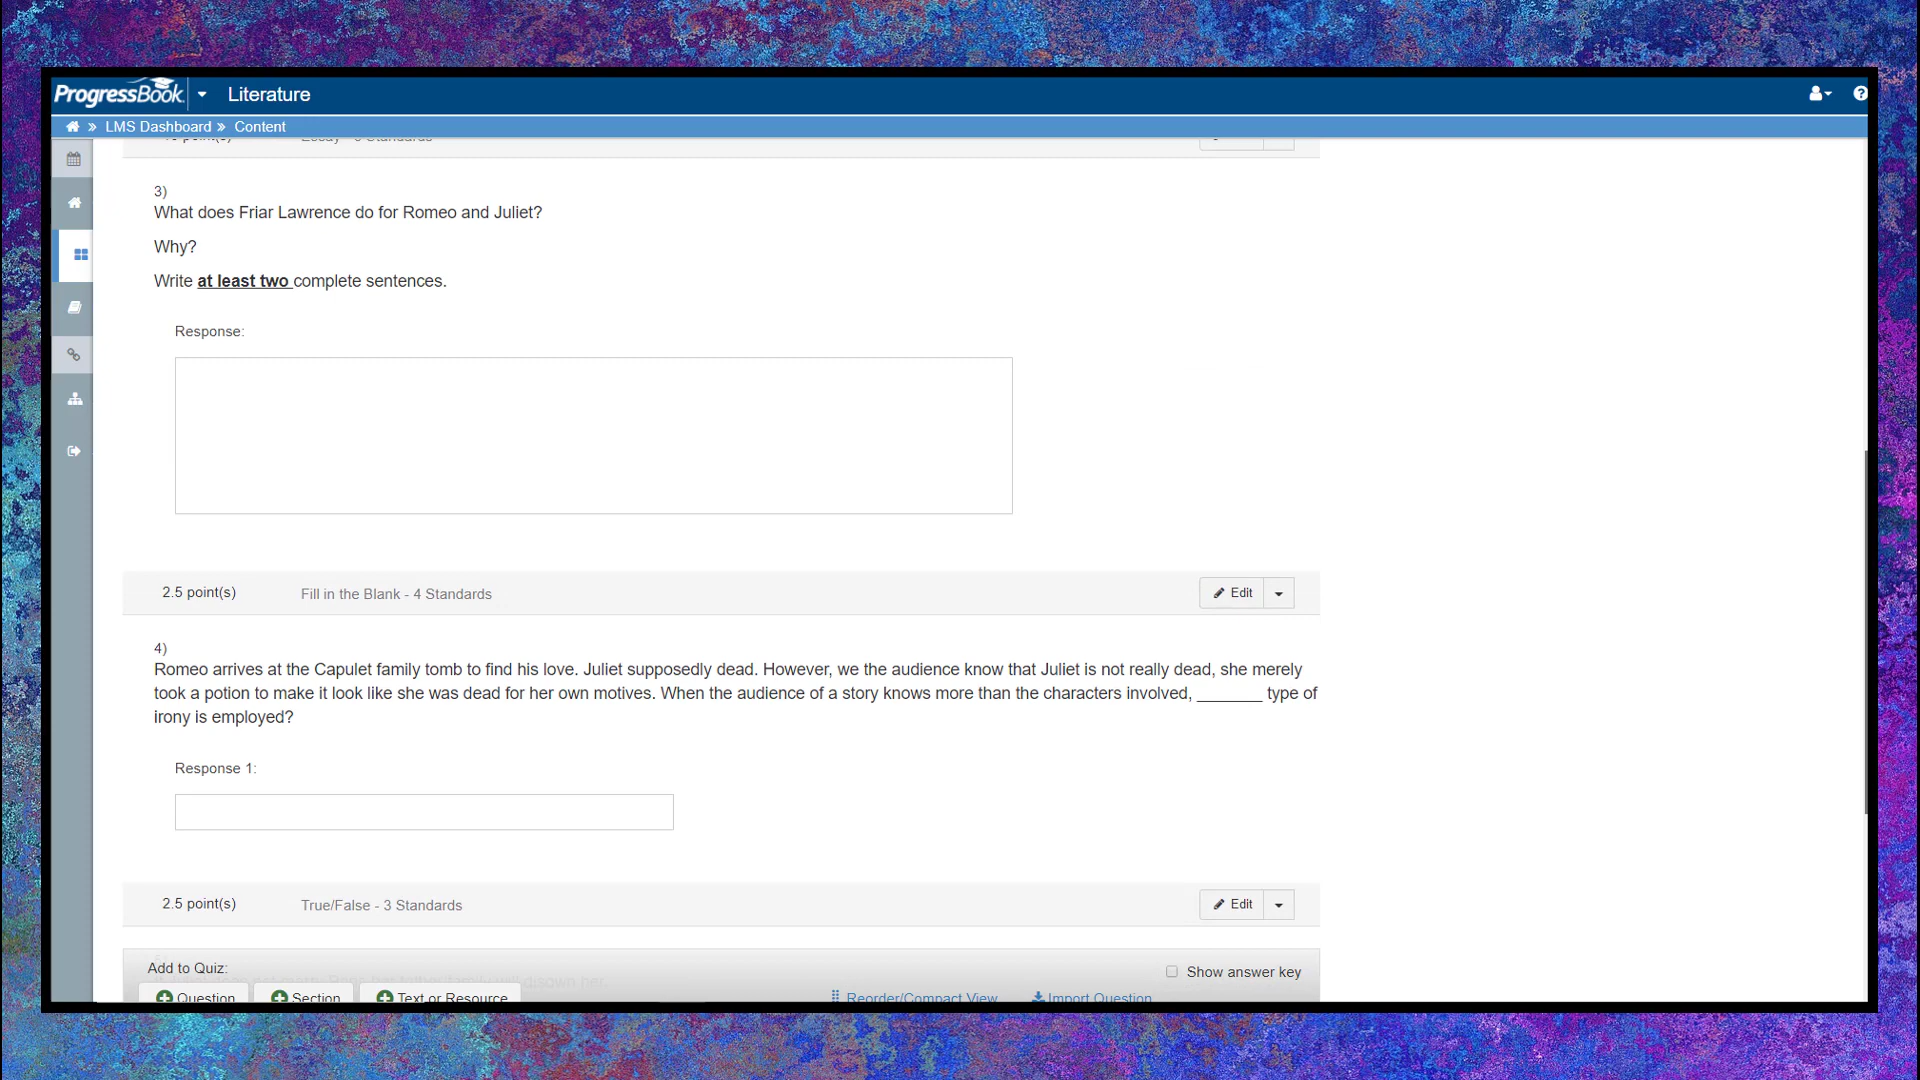 ProgressBook Literature
» LMS Dashboard » Content
point(s) Essay - Standards
3)
What does Friar Lawrence do for Romeo and Juliet?
Why?
Write at least two complete sentences.
Response:
2.5 point(s) Fill in the Blank - 4 Standards Edit
4)
Romeo arrives at the Capulet family tomb to find his love. Juliet supposedly dead. However, we the audience know that Juliet is not really dead, she merely
took a potion to make it look like she was dead for her own motives. When the audience of a story knows more than the characters involved, _______ type of
irony is employed?
Response 1:
2.5 point(s) True/False - 3 Standards Edit
Add to Quiz: Show answer key
Question Section Text or Resource Reorder/Compact View Import Question